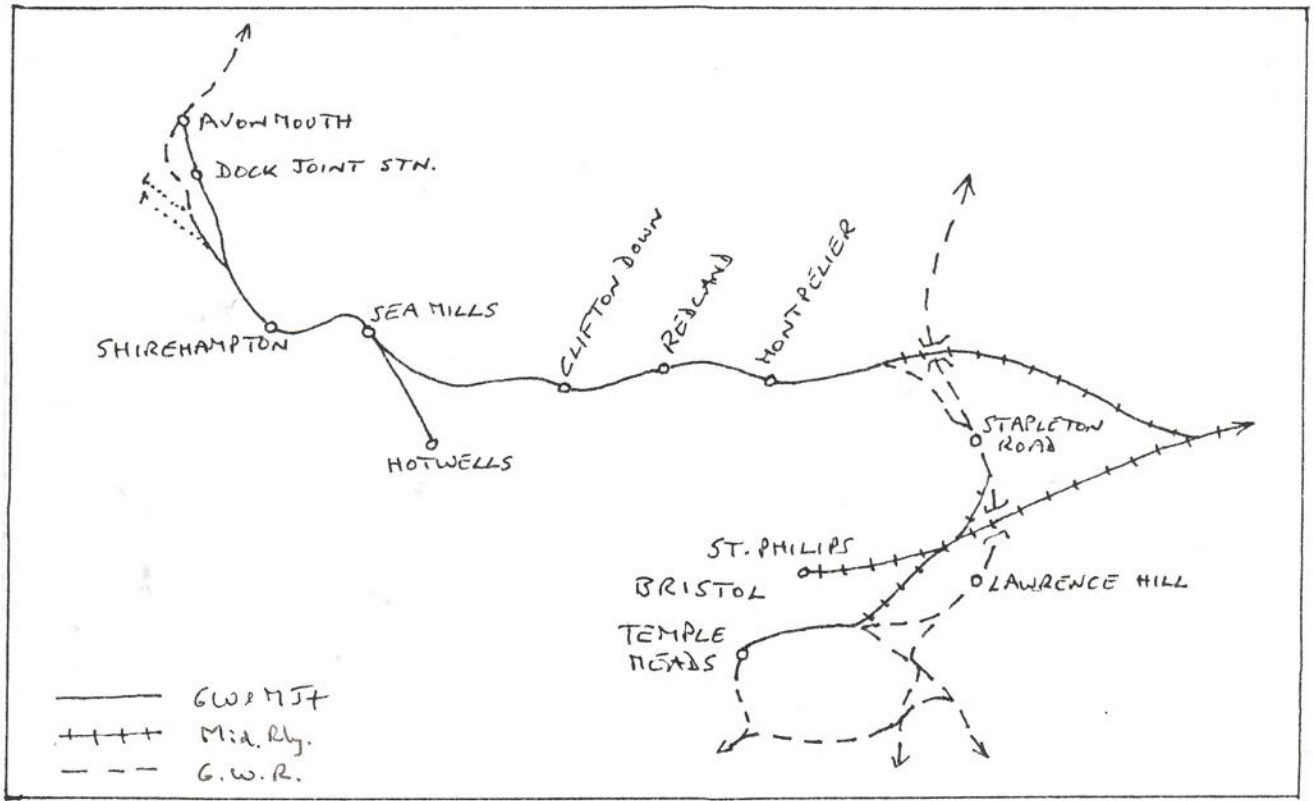 AVONMOUTH
DOCK JOINT STN.
SHIREHAMPTON
SEA MILLS
HOTWELLS
CLIFTON DOWN
REDLAND
MONTPELIER
STAPLETON
ROAD
ST. PHILIPS
BRISTOL
LAWRENCE HILL
TEMPLE
MEADS
GW & M Jt
Mid. Rly.
G.W.R.